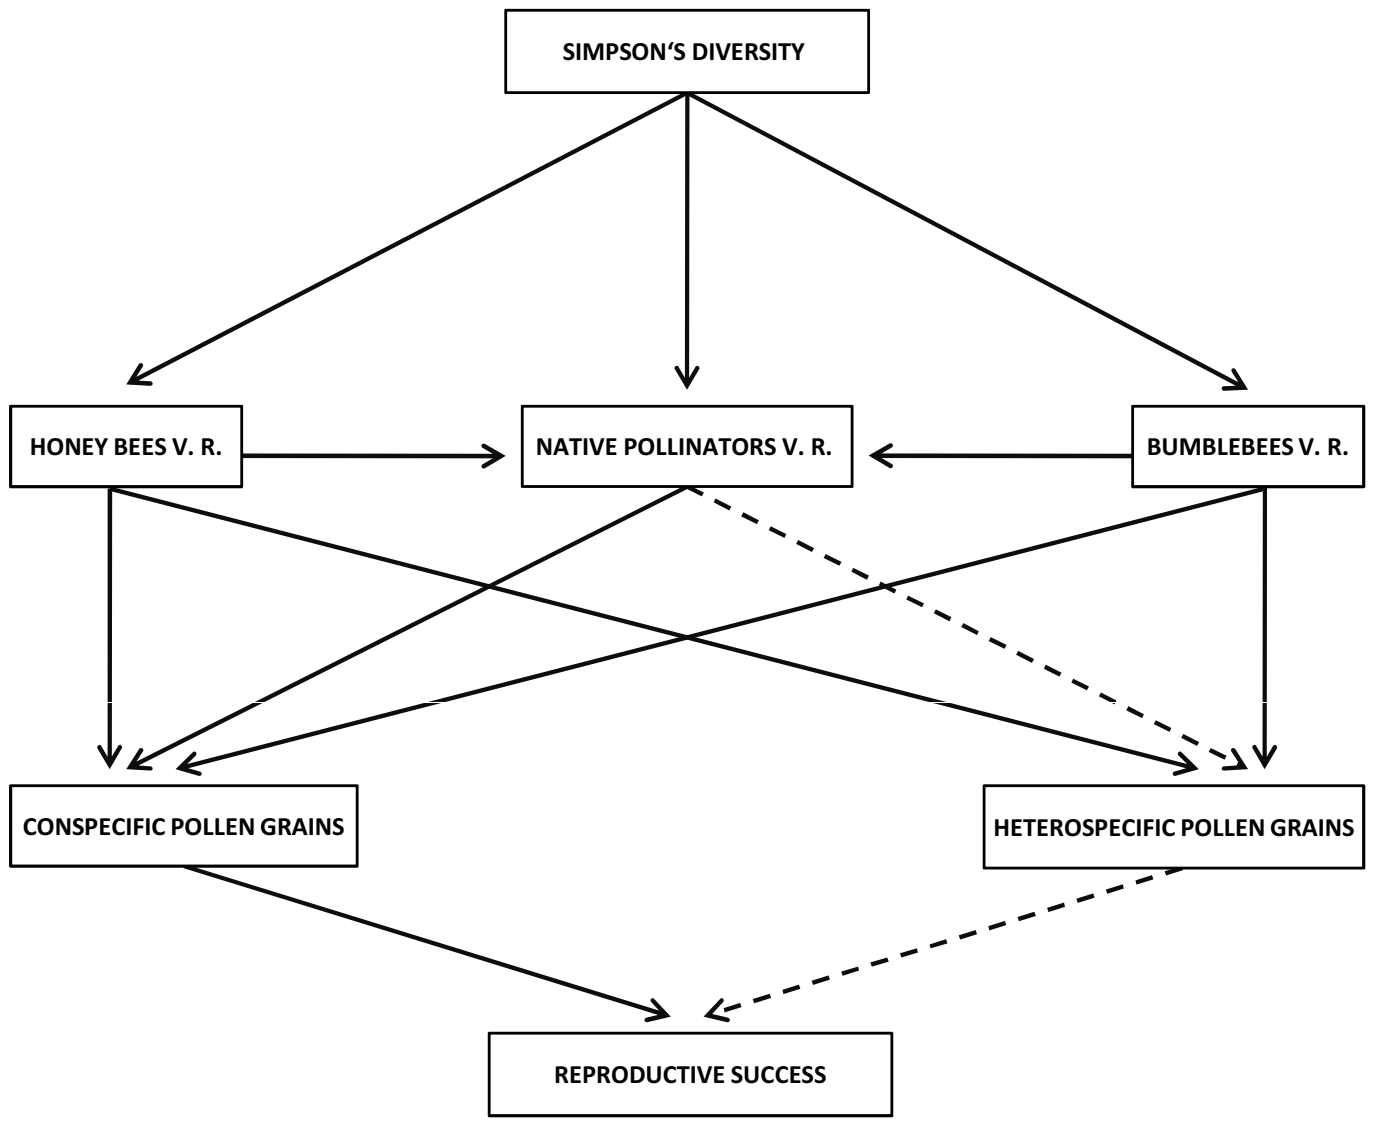 SIMPSON‘S DIVERSITY
HONEY BEES V. R.
NATIVE POLLINATORS V. R.
BUMBLEBEES V. R.
CONSPECIFIC POLLEN GRAINS
HETEROSPECIFIC POLLEN GRAINS
REPRODUCTIVE SUCCESS